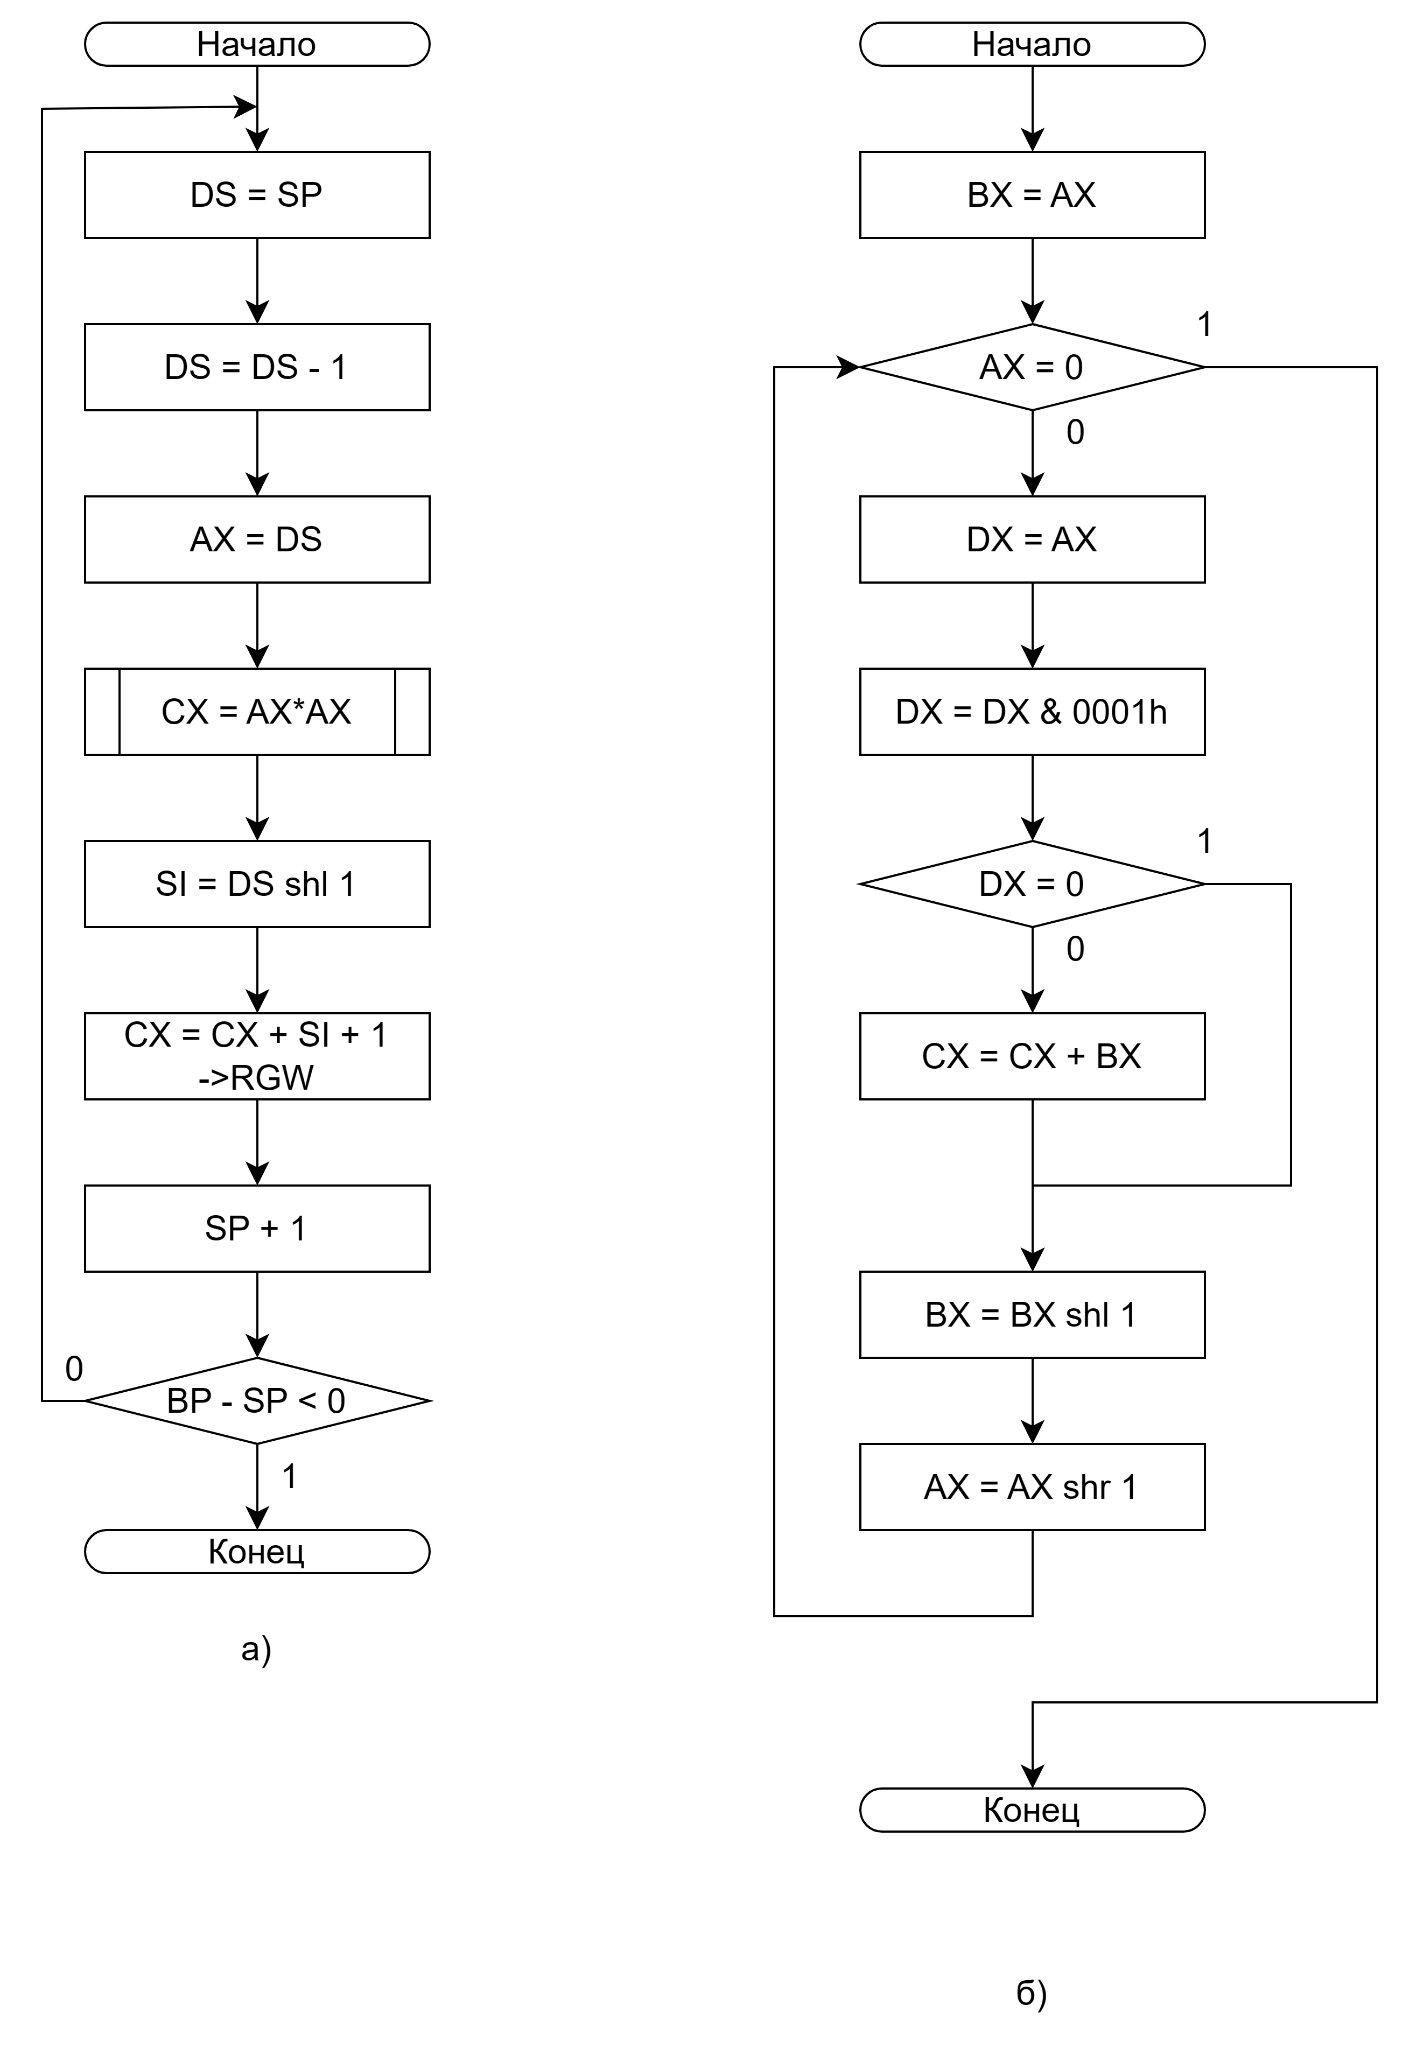 Начало
DS = SP
DS = DS - 1
AX = DS
CX = AX*AX
SI = DS shl 1
CX = CX + SI + 1
->RGW
SP + 1
0
BP - SP < 0
1
Конец
а)
Начало
BX = AX
1
AX = 0
0
DX = AX
DX = DX & 0001h
1
DX = 0
0
CX = CX + BX
BX = BX shl 1
AX = AX shr 1
Конец
б)